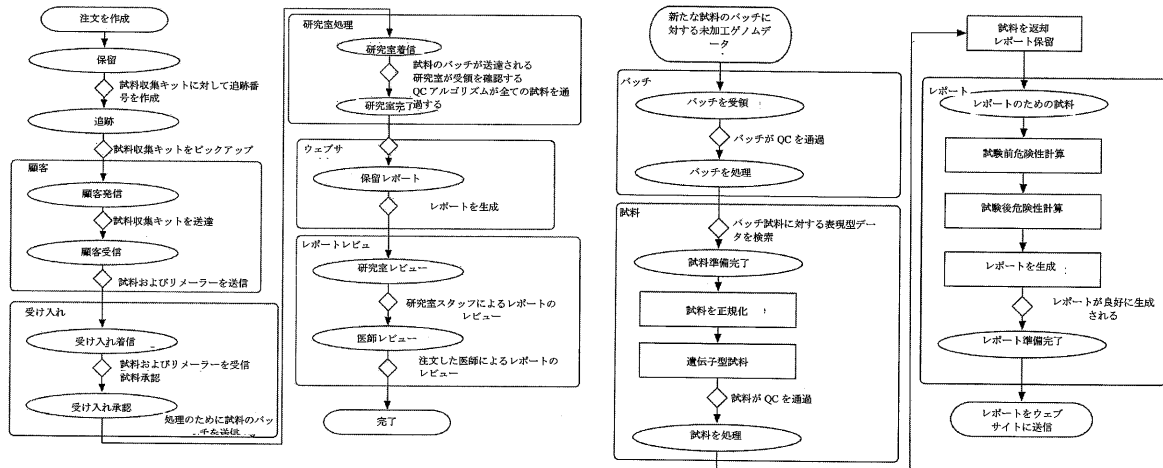 注文を作成
保留
試料収集キットに対して追跡番
号を作成
追跡
試料収集キットをピックアップ
顧客
顧客発信
試料収集キットを送達
顧客受信
試料およびリメーラーを送信
受け入れ
受け入れ着信
試料およびリメーラーを受信
試料承認
受け入れ承認
処理のために試料のバッ
チを送信
研究室処理
研究室着信
試料のバッチが送達される
研究室が受領を確認する
QCアルゴリズムが全ての試料を通
過する
研究室完了
ウェブサ
保留レポート
レポートを生成
レポートレビュ
研究室レビュー
研究室スタッフによるレポートの
レビュー
医師レビュー
注文した医師によるレポートの
レビュー
完了
新たな試料のバッチに
対する未加工ゲノムデー
タ
バッチ
バッチを受領
バッチが QC を通過
バッチを処理
試料
バッチ試料に対する表現型デー
タを検索
試料準備完了
試料を正規化
遺伝子型試料
試料が QC を通過
試料を処理
試料を返却
レポート保留
レポート
レポートのための試料
試験前危険性計算
試験後危険性計算
レポートを生成
レポートが良好に生成
される
レポート準備完了
レポートをウェブ
サイトに送信